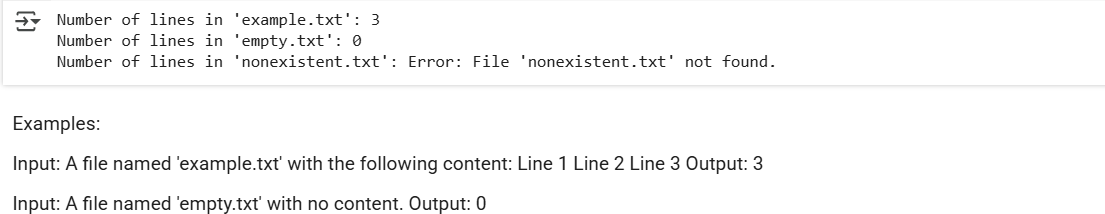 Number of lines in 'example.txt': 3
Number of lines in 'empty.txt': 0
Number of lines in 'nonexistent.txt': Error: File 'nonexistent.txt' not found.
Examples:
Input: A file named 'example.txt' with the following content: Line 1 Line 2 Line 3 Output: 3
Input: A file named 'empty.txt' with no content. Output: 0